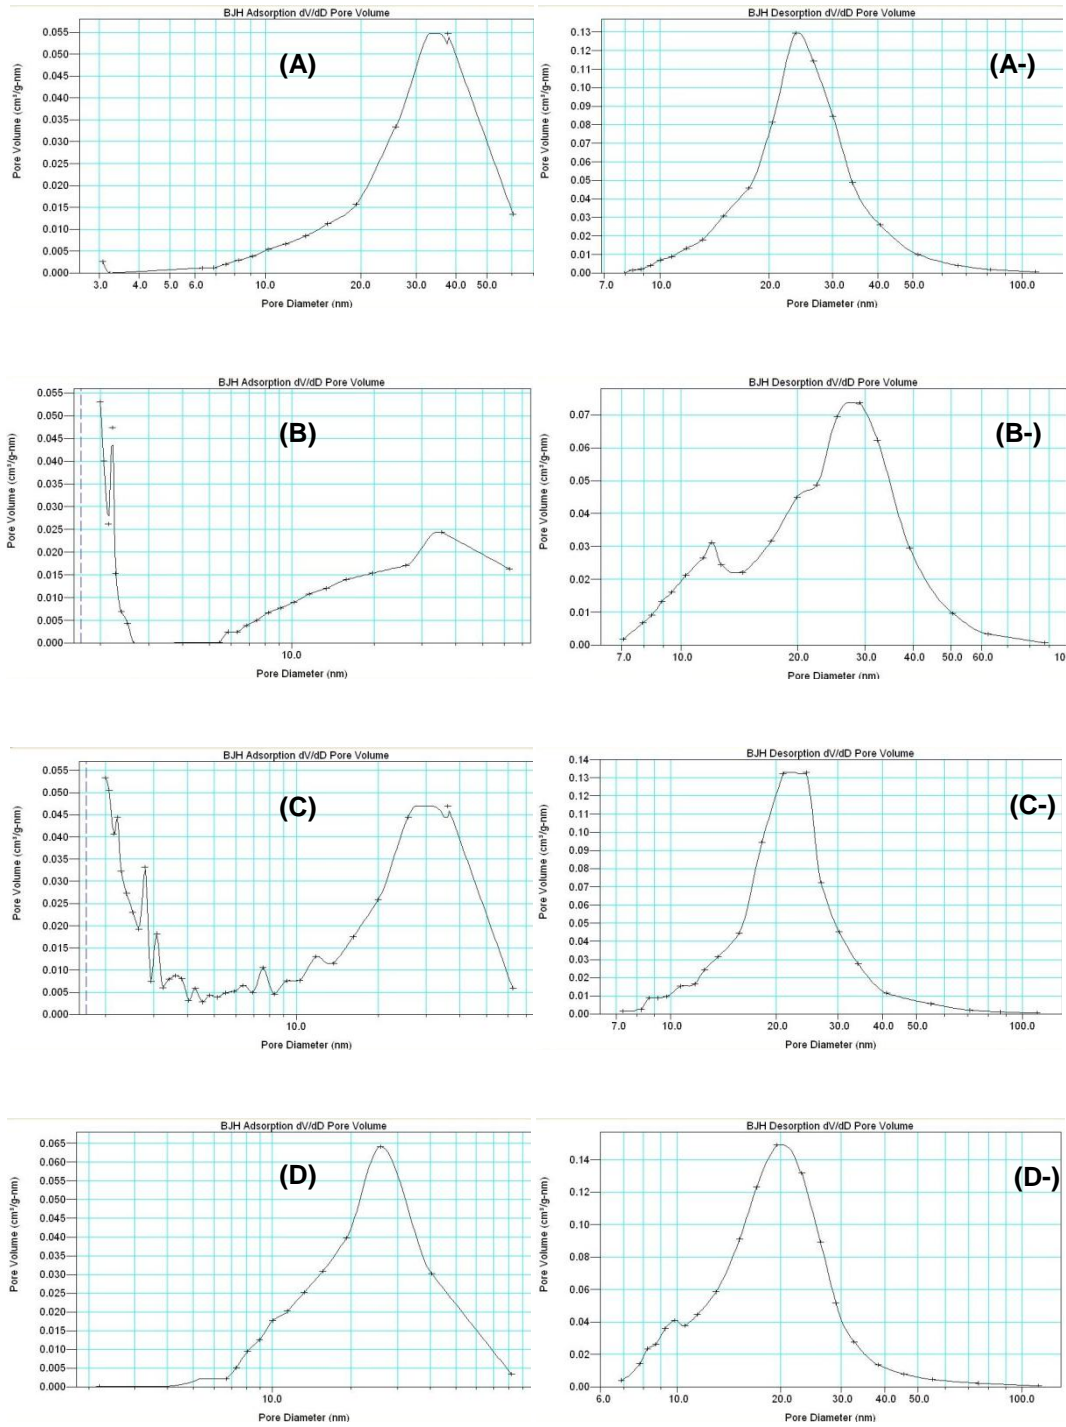 BJH Adsorption dV/dD Pore Volume
(A)
Pore Volume (cm³/g-nm)
0.055
0.050
0.045
0.040
0.035
0.030
0.025
0.020
0.015
0.010
0.005
0.000
3.0 4.0 5.0 6.0 10.0 20.0 30.0 40.0 50.0
Pore Diameter (nm)
BJH Desorption dV/dD Pore Volume
(A-)
Pore Volume (cm³/g-nm)
0.13
0.12
0.11
0.10
0.09
0.08
0.07
0.06
0.05
0.04
0.03
0.02
0.01
0.00
7.0 10.0 20.0 30.0 40.0 50.0 100.0
Pore Diameter (nm)
BJH Adsorption dV/dD Pore Volume
(B)
Pore Volume (cm³/g-nm)
0.055
0.050
0.045
0.040
0.035
0.030
0.025
0.020
0.015
0.010
0.005
0.000
10.0
Pore Diameter (nm)
BJH Desorption dV/dD Pore Volume
(B-)
Pore Volume (cm³/g-nm)
0.07
0.06
0.05
0.04
0.03
0.02
0.01
0.00
7.0 10.0 20.0 30.0 40.0 50.0 60.0 10
Pore Diameter (nm)
BJH Adsorption dV/dD Pore Volume
(C)
Pore Volume (cm³/g-nm)
0.055
0.050
0.045
0.040
0.035
0.030
0.025
0.020
0.015
0.010
0.005
0.000
10.0
Pore Diameter (nm)
BJH Desorption dV/dD Pore Volume
(C-)
Pore Volume (cm³/g-nm)
0.14
0.13
0.12
0.11
0.10
0.09
0.08
0.07
0.06
0.05
0.04
0.03
0.02
0.01
0.00
7.0 10.0 20.0 30.0 40.0 50.0 100.0
Pore Diameter (nm)
BJH Adsorption dV/dD Pore Volume
(D)
Pore Volume (cm³/g-nm)
0.065
0.060
0.055
0.050
0.045
0.040
0.035
0.030
0.025
0.020
0.015
0.010
0.005
0.000
10.0
Pore Diameter (nm)
BJH Desorption dV/dD Pore Volume
(D-)
Pore Volume (cm³/g-nm)
0.14
0.12
0.10
0.08
0.06
0.04
0.02
0.00
6.0 10.0 20.0 30.0 40.0 50.0 100.0
Pore Diameter (nm)